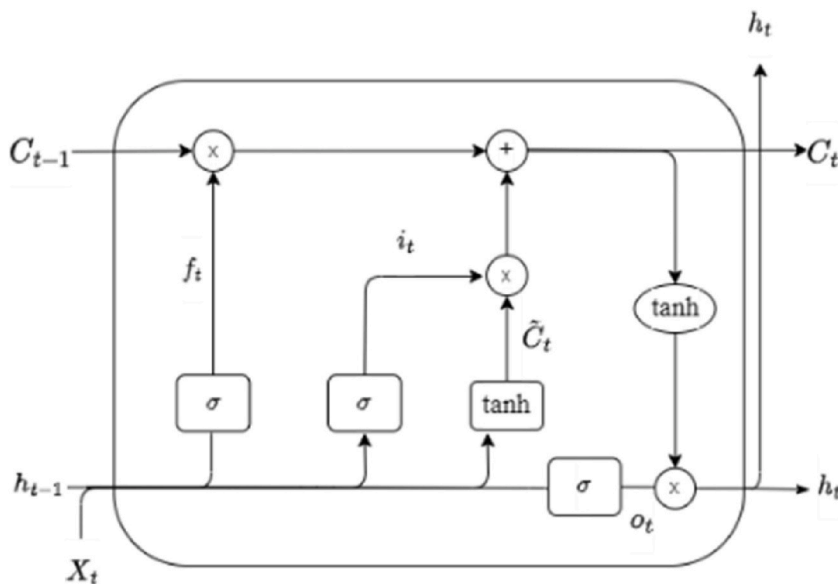 h_t
C_{t-1} x + C_t
i_t
f_t x
tanh
C̃_t
σ σ tanh
h_{t-1} σ x h_t
o_t
X_t